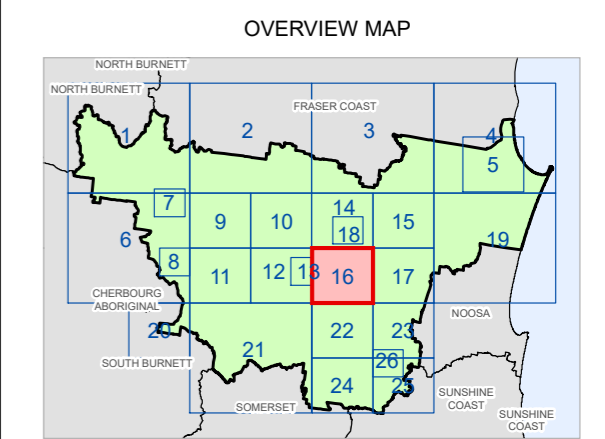 OVERVIEW MAP
NORTH BURNETT
NORTH BURNETT
FRASER COAST
1
2
3
4
5
7
9
10
14
15
18
6
19
8
11
12
13
16
17
CHERBOURG
ABORIGINAL
NOOSA
20
22
23
SOUTH BURNETT
21
26
24
25
SUNSHINE
COAST
SOMERSET
SUNSHINE
COAST